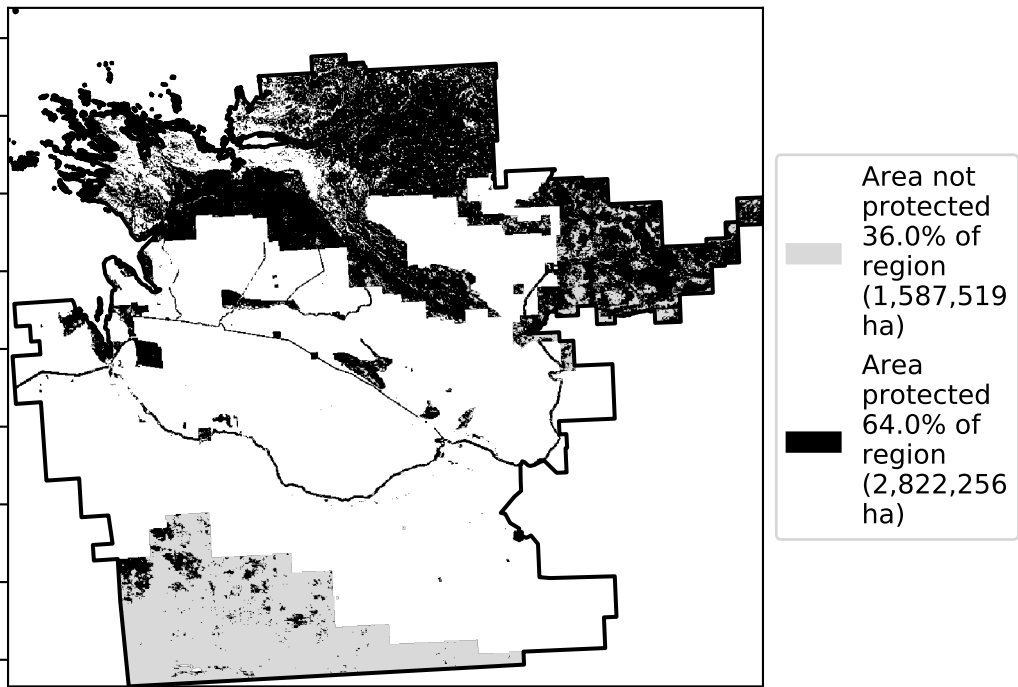 Area not
protected
36.0% of
region
(1,587,519
ha)
Area
protected
64.0% of
region
(2,822,256
ha)